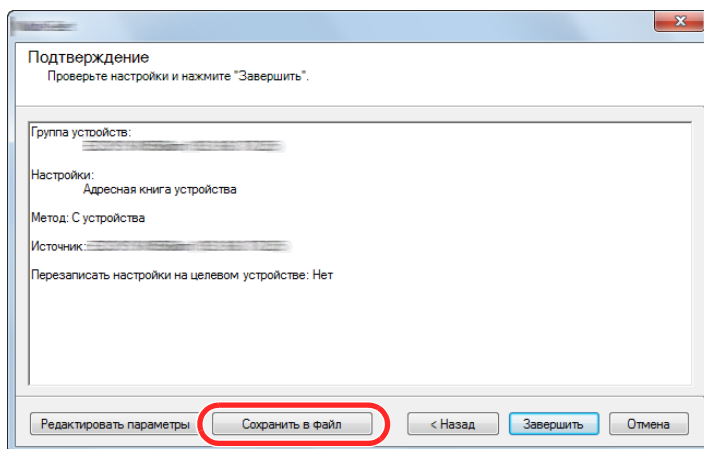 Подтверждение
Проверьте настройки и нажмите "Завершить".
Группа устройств:
Настройки:
Адресная книга устройства
Метод: С устройства
Источник:
Перезаписать настройки на целевом устройстве: Нет
Редактировать параметры Сохранить в файл < Назад Завершить Отмена